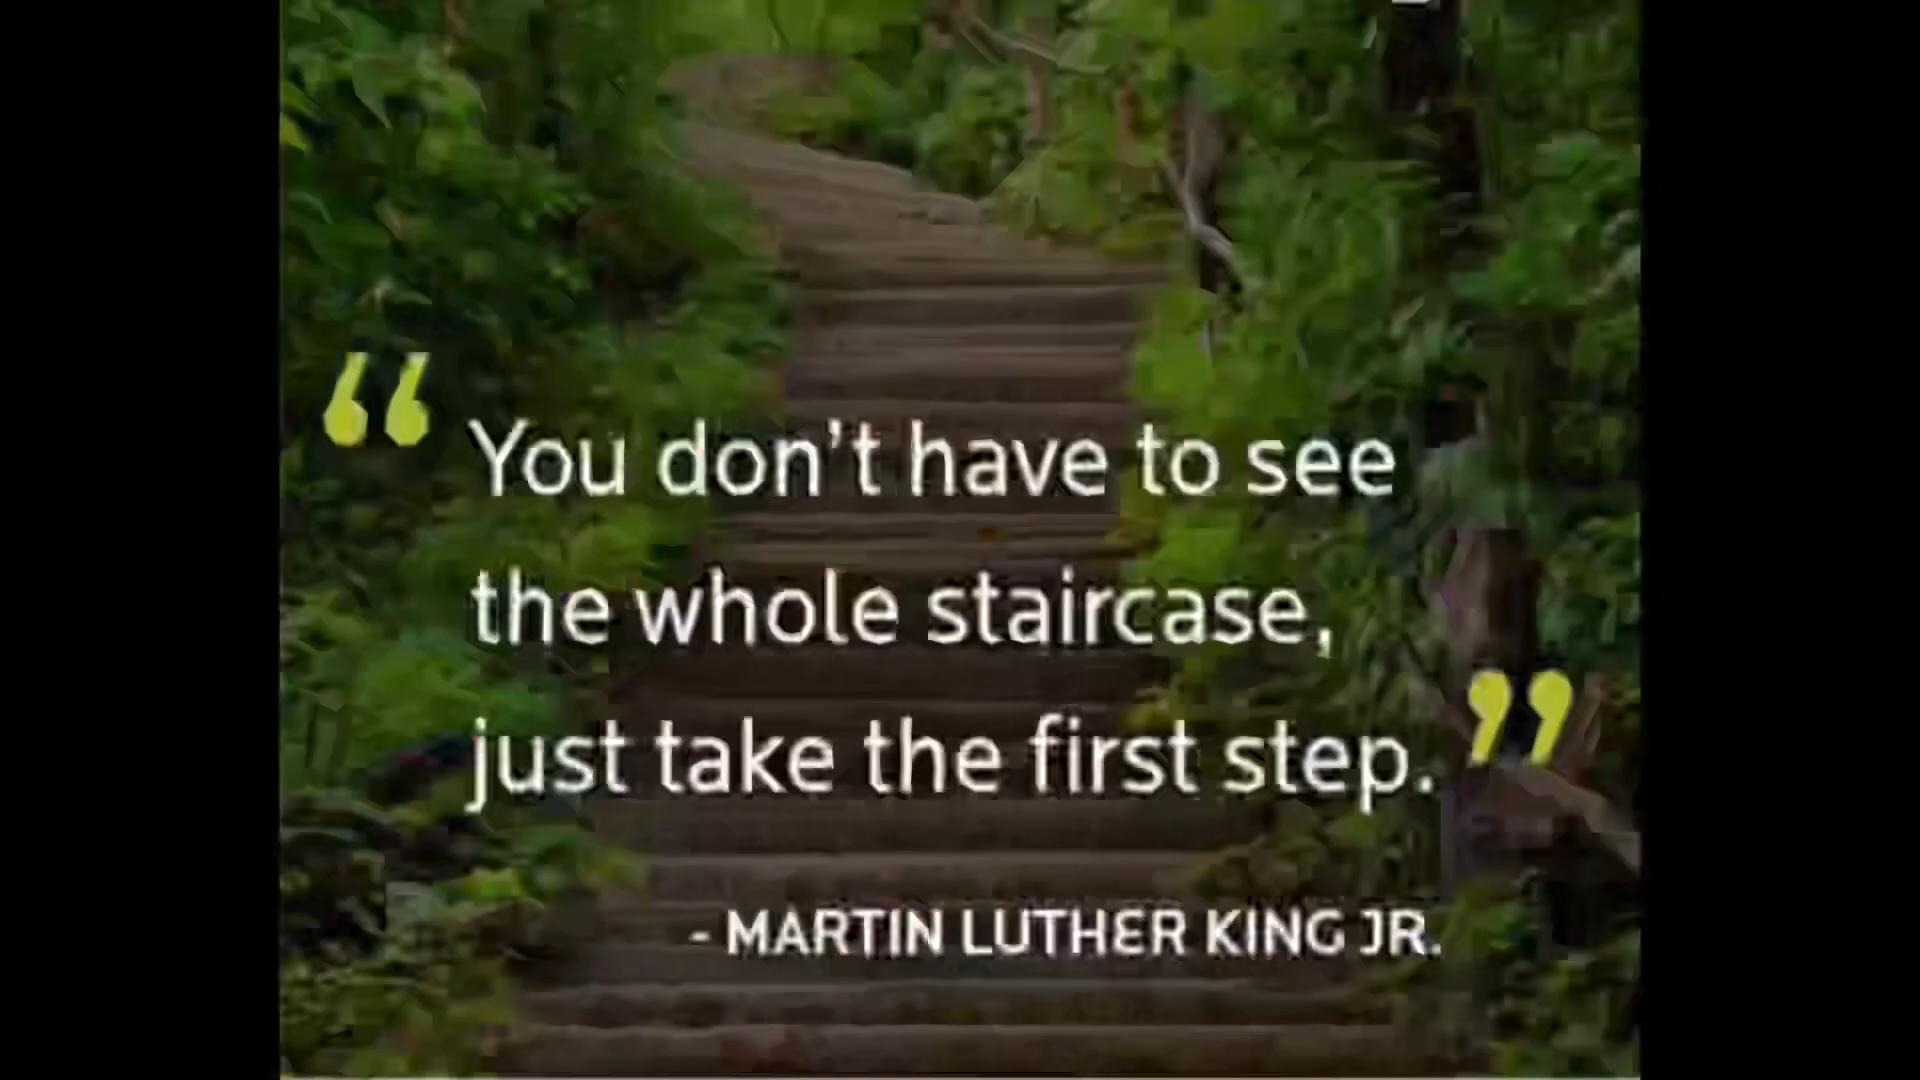 “ You don’t have to see
the whole staircase,
just take the first step. ”
- MARTIN LUTHER KING JR.